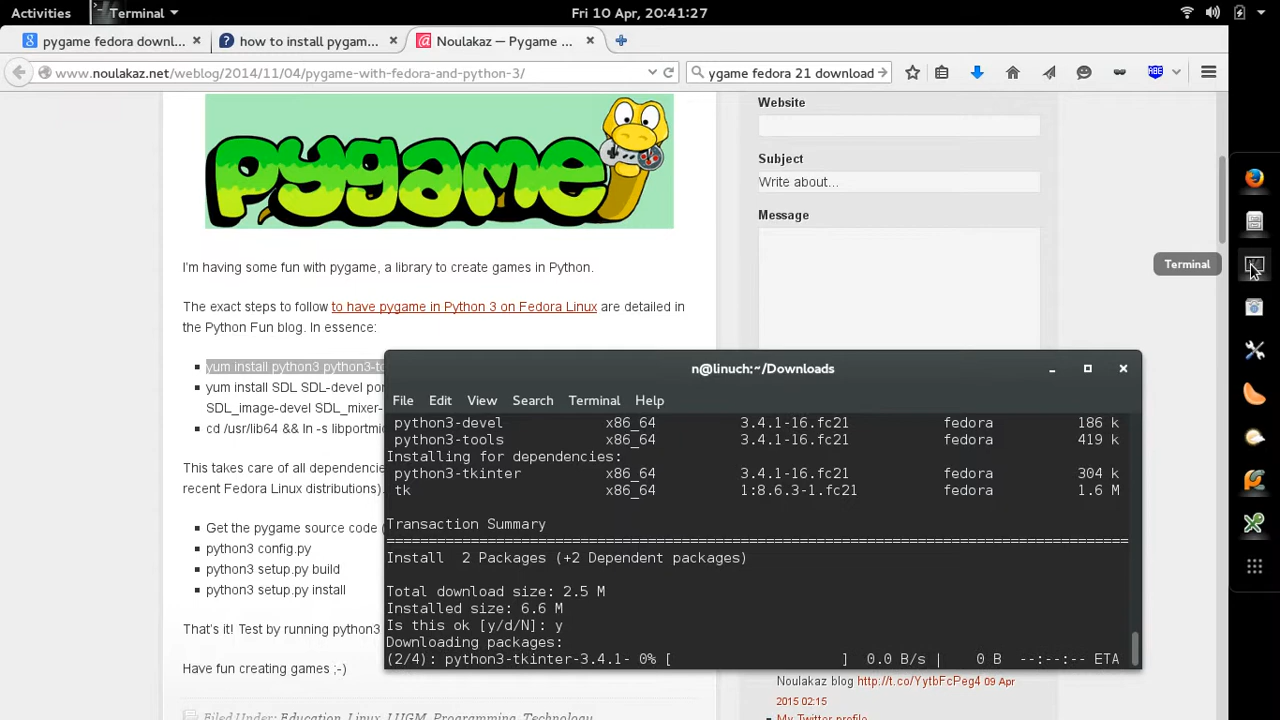 Activities Terminal Fri 10 Apr, 20:41:27
pygame fedora downl... × how to install pygam... × Noulakaz — Pygame ... ×
www.noulakaz.net/weblog/2014/11/04/pygame-with-fedora-and-python-3/ ygame fedora 21 download ABE
pygame
I'm having some fun with pygame, a library to create games in Python.
The exact steps to follow to have pygame in Python 3 on Fedora Linux are detailed in
the Python Fun blog. In essence:
yum install python3 python3-to
yum install SDL SDL-devel por
SDL_image-devel SDL_mixer-
cd /usr/lib64 && ln -s libportmic
This takes care of all dependencie
recent Fedora Linux distributions).
Get the pygame source code (
python3 config.py
python3 setup.py build
python3 setup.py install
That's it! Test by running python3
Have fun creating games ;-)
Filed Under: Education, Linux, LUGM, Programming, Technology
Website
Subject
Write about...
Message
Terminal
n@linuch:~/Downloads
File Edit View Search Terminal Help
python3-devel x86_64 3.4.1-16.fc21 fedora 186 k
python3-tools x86_64 3.4.1-16.fc21 fedora 419 k
Installing for dependencies:
python3-tkinter x86_64 3.4.1-16.fc21 fedora 304 k
tk x86_64 1:8.6.3-1.fc21 fedora 1.6 M
Transaction Summary
========================================================================================
Install 2 Packages (+2 Dependent packages)
Total download size: 2.5 M
Installed size: 6.6 M
Is this ok [y/d/N]: y
Downloading packages:
(2/4): python3-tkinter-3.4.1- 0% [ ] 0.0 B/s | 0 B --:--:-- ETA
Noulakaz blog http://t.co/YytbFcPeg4 09 Apr
2015 02:15
My Twitter profile